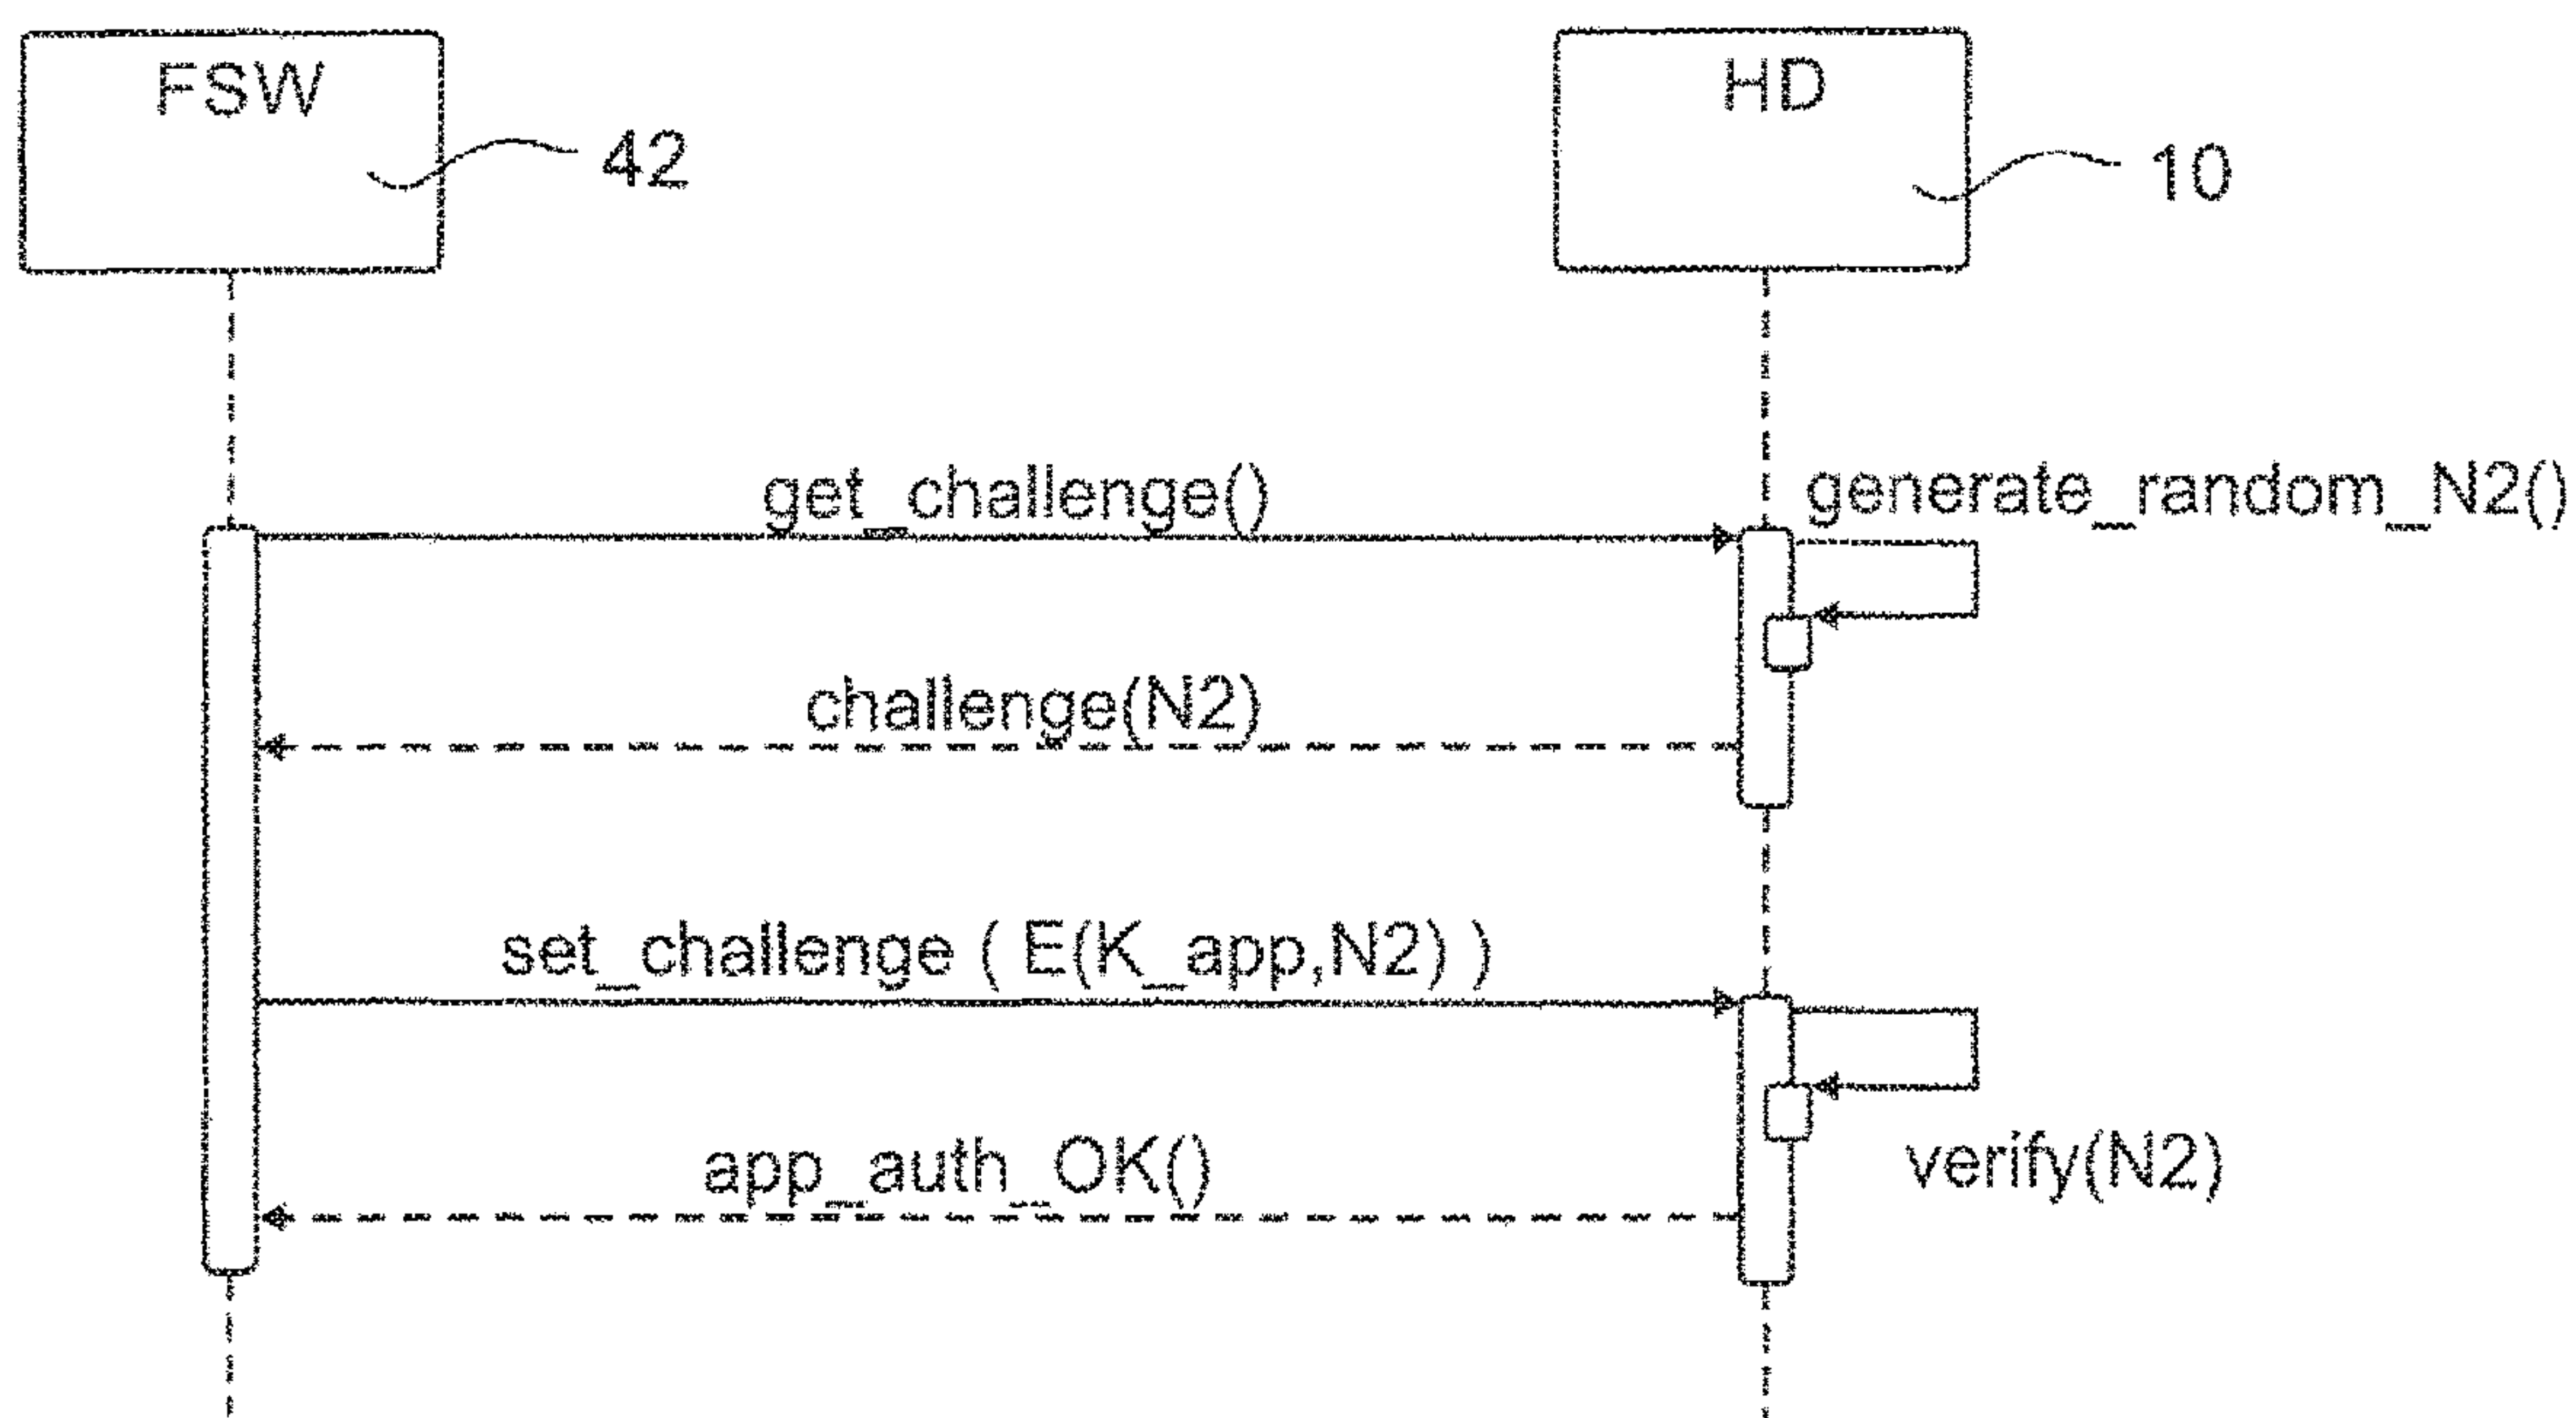 FSW
HD
42
10
get_challenge()
generate_random_N2()
challenge(N2)
set_challenge ( E(K_app,N2) )
app_auth_OK()
verify(N2)